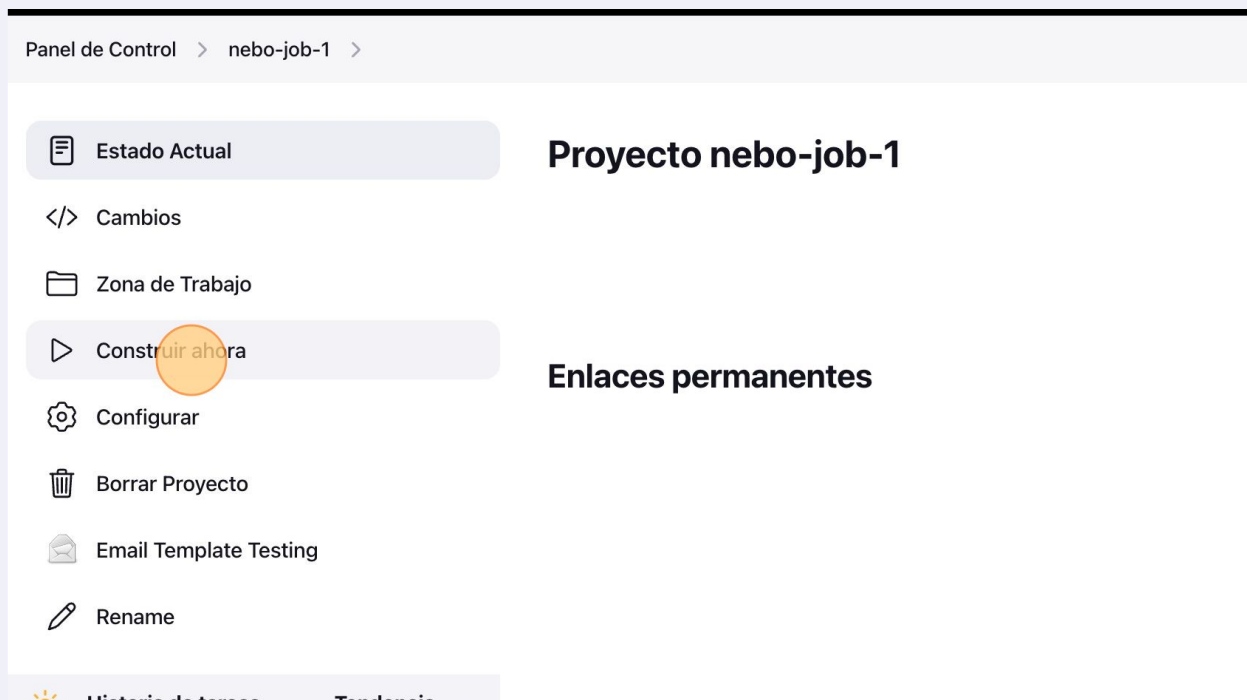 Panel de Control > nebo-job-1 >
Estado Actual
Cambios
Zona de Trabajo
Construir ahora
Configurar
Borrar Proyecto
Email Template Testing
Rename
Proyecto nebo-job-1
Enlaces permanentes